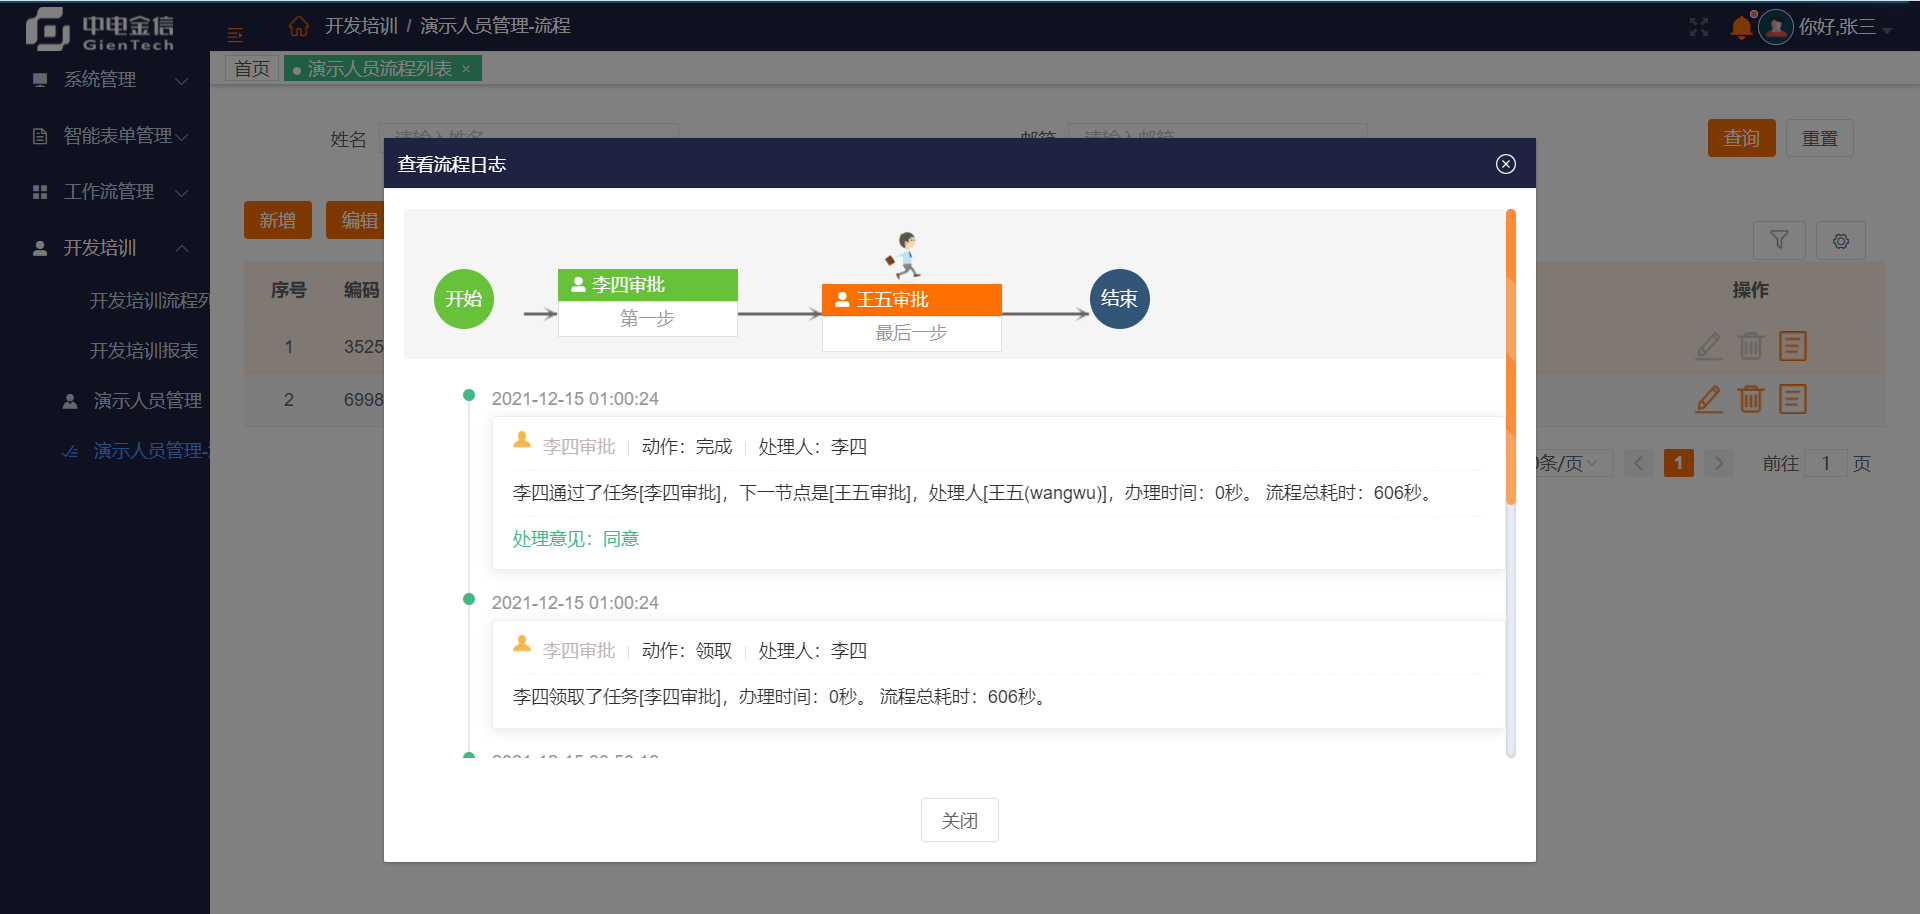 中电金信
GienTech
开发培训 / 演示人员管理-流程
你好,张三
首页
演示人员流程列表 ×
系统管理
智能表单管理
工作流管理
开发培训
开发培训流程列
开发培训报表
演示人员管理
演示人员管理-
姓名
请输入姓名
邮箱
请输入邮箱
查询
重置
新增
编辑
序号
编码
操作
1
3525
2
6998
条/页
1
前往 1 页
查看流程日志
开始
李四审批
第一步
王五审批
最后一步
结束
2021-12-15 01:00:24
李四审批 动作：完成 处理人：李四
李四通过了任务[李四审批]，下一节点是[王五审批]，处理人[王五(wangwu)]，办理时间：0秒。 流程总耗时：606秒。
处理意见：同意
2021-12-15 01:00:24
李四审批 动作：领取 处理人：李四
李四领取了任务[李四审批]，办理时间：0秒。 流程总耗时：606秒。
关闭